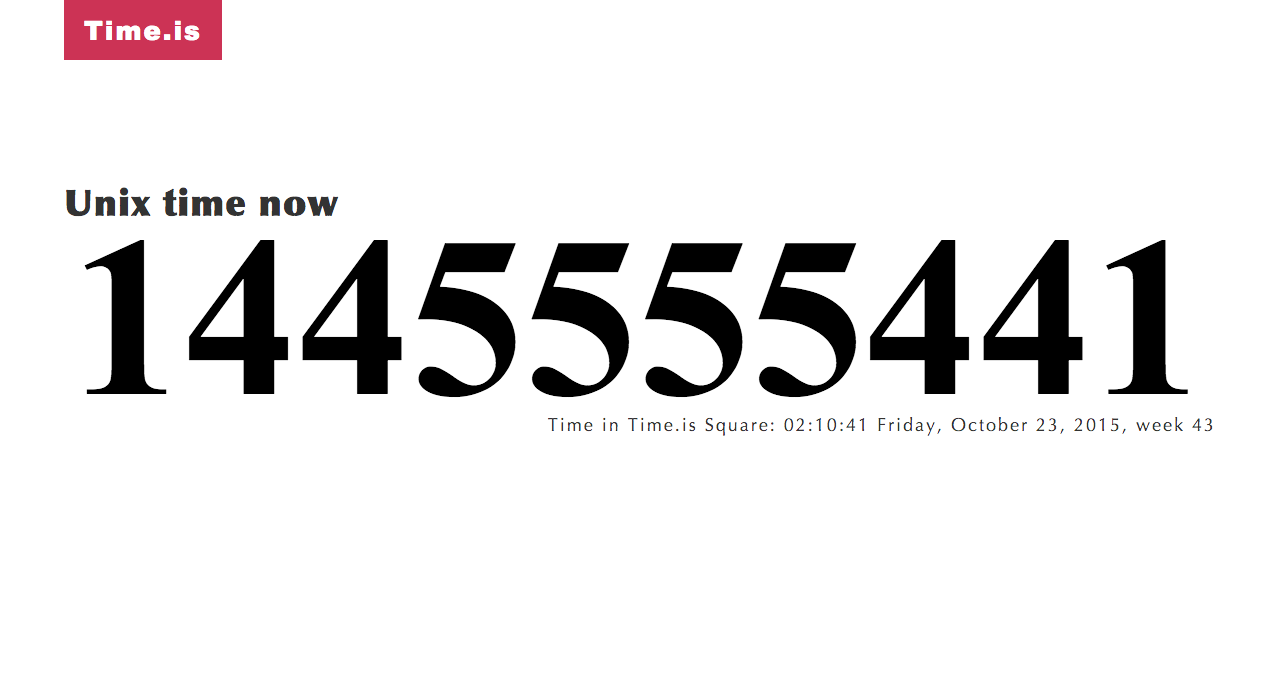 Time.is
Unix time now
1445555441
Time in Time.is Square: 02:10:41 Friday, October 23, 2015, week 43